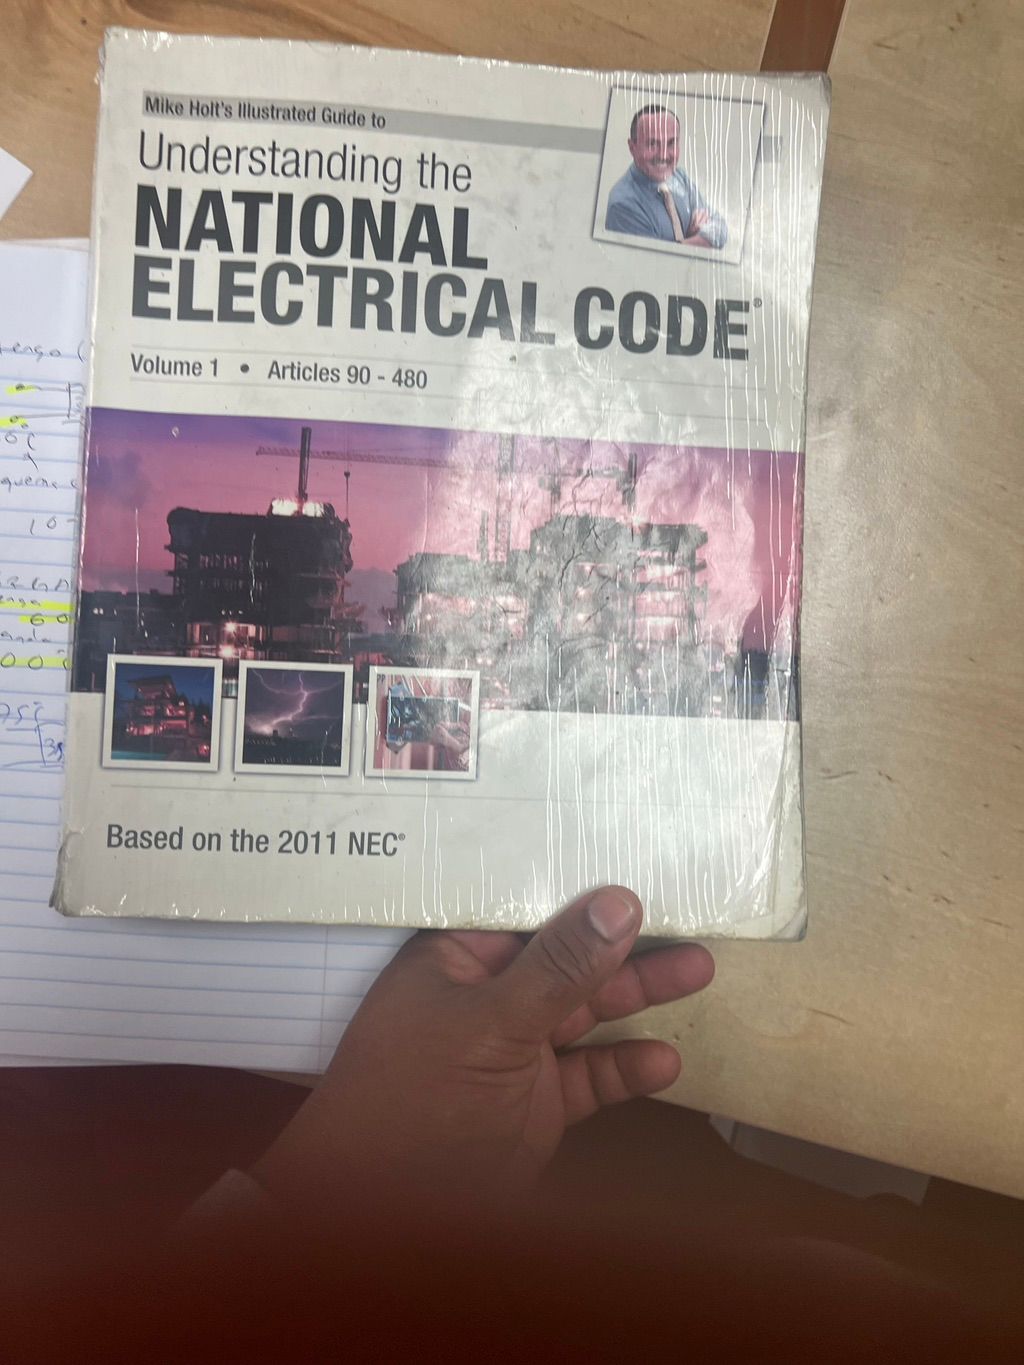 Mike Holt's Illustrated Guide to
Understanding the
NATIONAL
ELECTRICAL CODE®
Volume 1 • Articles 90 - 480
Based on the 2011 NEC®